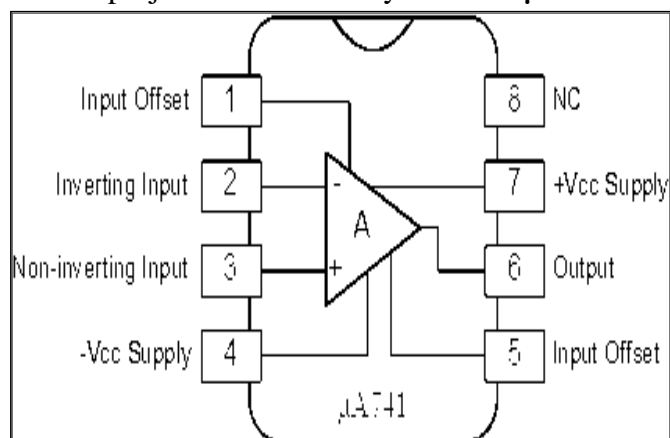 Input Offset 1 8 NC
Inverting Input 2 - 7 +Vcc Supply
A
Non-inverting Input 3 + 6 Output
-Vcc Supply 4 5 Input Offset
μA741